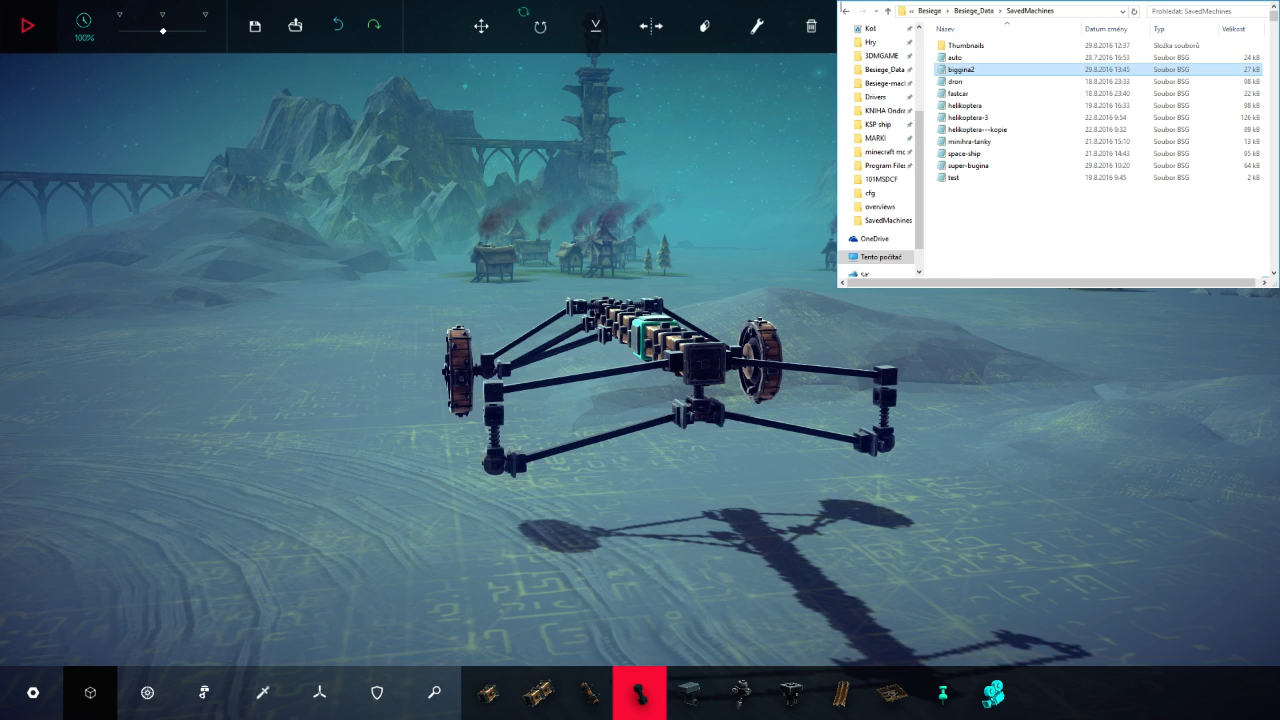 100%
« Besiege > Besiege_Data > SavedMachines
Prohledat: SavedMachines
Koš
Hry
3DMGAME
Besiege_Data
Besiege-macl
Drivers
KNIHA Ondra
KSP ship
MARKI
minecraft mc
Program Files
101MSDCF
cfg
overviews
SavedMachines
OneDrive
Tento počítač
Název Datum změny Typ Velikost
Thumbnails 29.8.2016 12:37 Složka souborů
auto 28.7.2016 16:53 Soubor BSG 24 kB
biggina2 29.8.2016 13:45 Soubor BSG 27 kB
dron 18.8.2016 23:33 Soubor BSG 98 kB
fastcar 18.8.2016 23:40 Soubor BSG 22 kB
helikoptera 19.8.2016 16:33 Soubor BSG 98 kB
helikoptera-3 22.8.2016 9:54 Soubor BSG 126 kB
helikoptera---kopie 22.8.2016 9:32 Soubor BSG 89 kB
minihra-tanky 21.8.2016 15:10 Soubor BSG 13 kB
space-ship 21.8.2016 14:43 Soubor BSG 95 kB
super-bugina 29.8.2016 10:20 Soubor BSG 64 kB
test 19.8.2016 9:45 Soubor BSG 2 kB